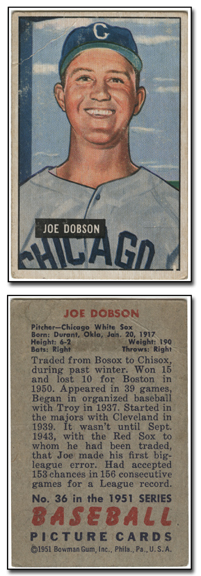 C
JOE DOBSON
CHICAGO
JOE DOBSON
Pitcher—Chicago White Sox
Born: Durant, Okla., Jan. 20, 1917
Height: 6-2 Weight: 190
Bats: Right Throws: Right
Traded from Bosox to Chisox,
during past winter. Won 15
and lost 10 for Boston in
1950. Appeared in 39 games,
Began in organized baseball
with Troy in 1937. Started in
the majors with Cleveland in
1939. It wasn't until Sept.
1943, with the Red Sox to
whom he had been traded,
that Joe made his first big-
league error. Had accepted
153 chances in 156 consecutive
games for a League record.
No. 36 in the 1951 SERIES
BASEBALL
PICTURE CARDS
©1951 Bowman Gum, Inc., Phila., Pa., U.S.A.